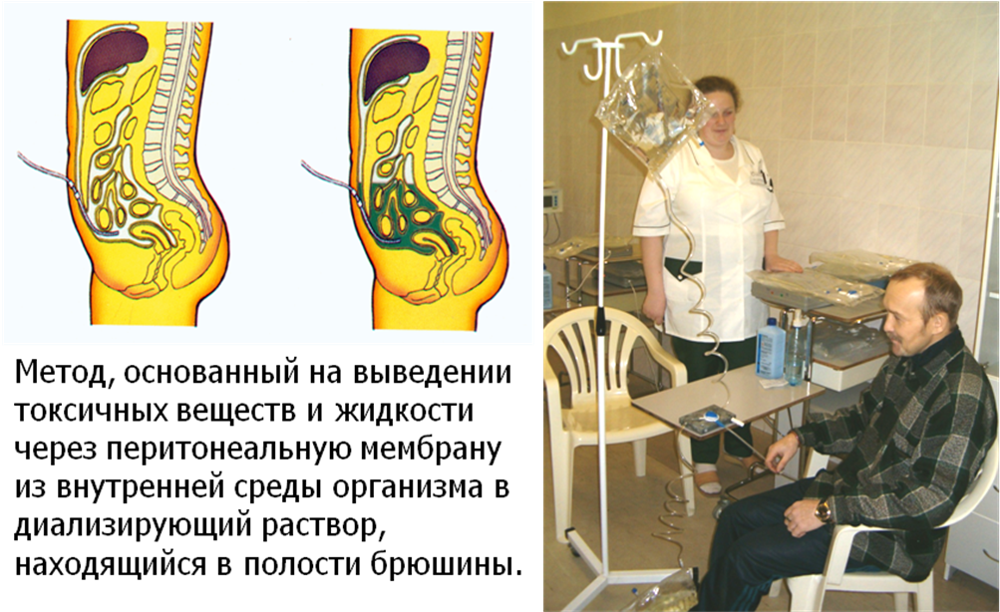 Метод, основанный на выведении
токсичных веществ и жидкости
через перитонеальную мембрану
из внутренней среды организма в
диализирующий раствор,
находящийся в полости брюшины.